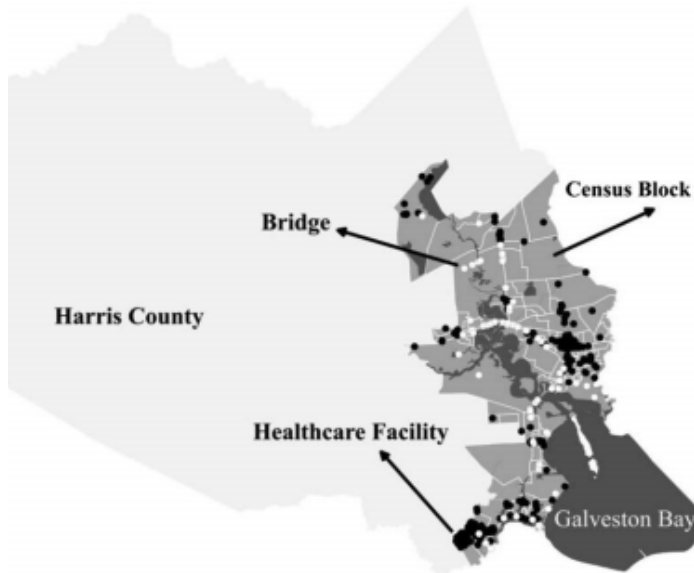 Census Block
Bridge
Harris County
Healthcare Facility
Galveston Bay